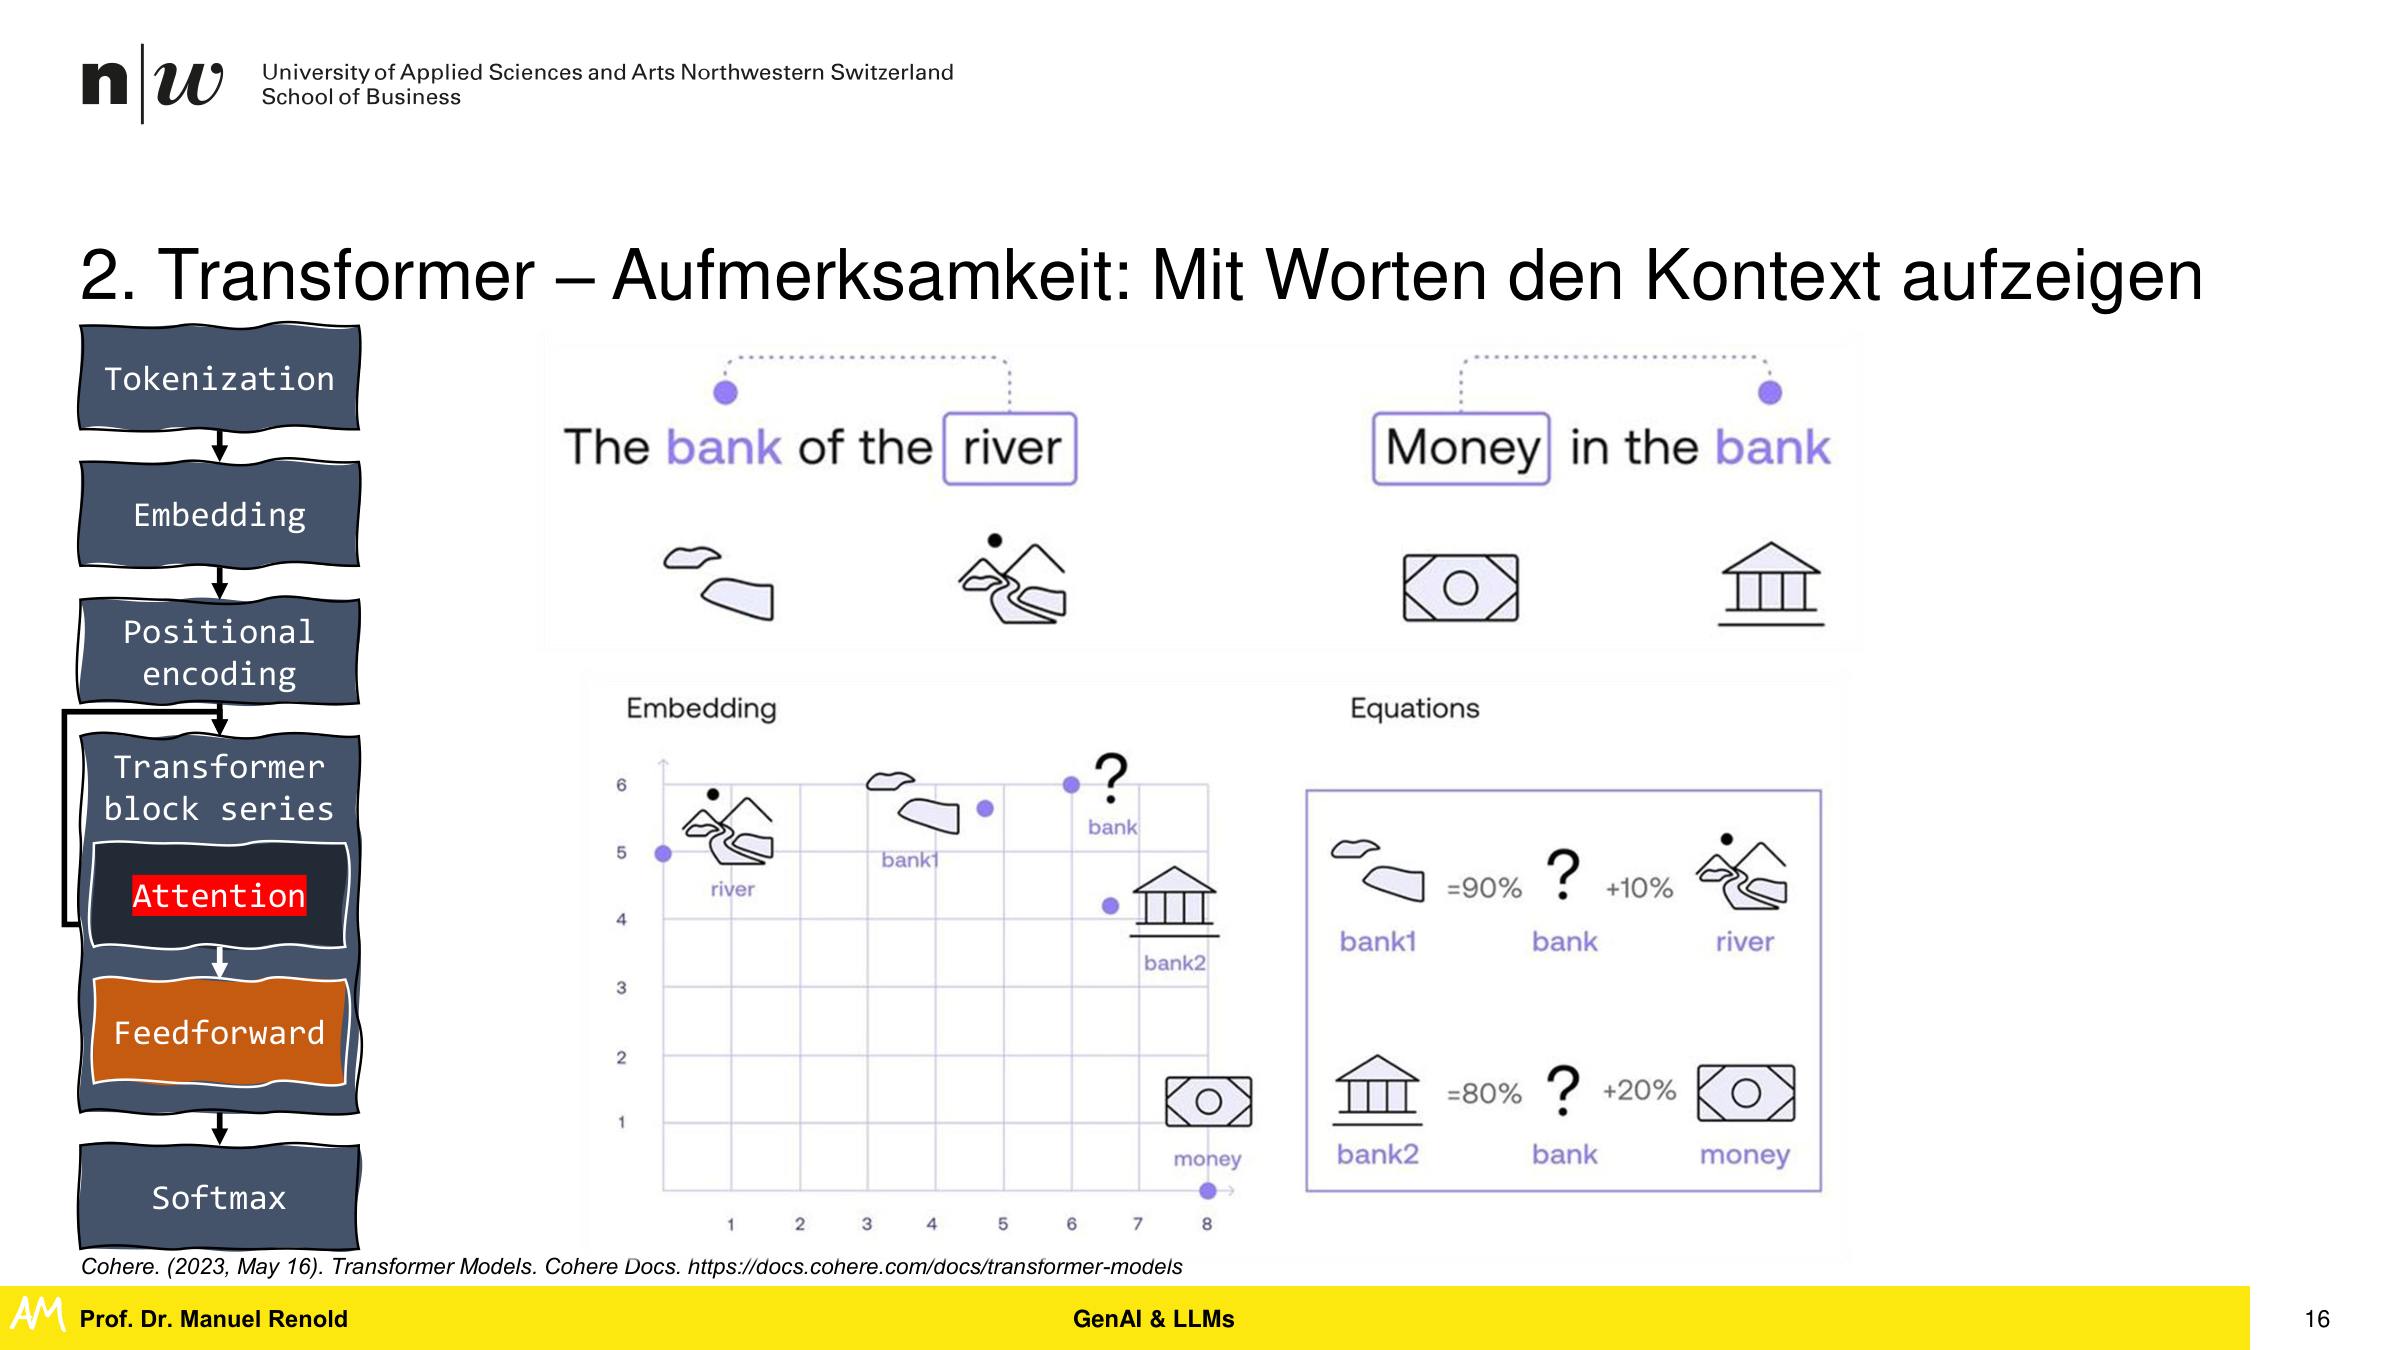 n|w
University of Applied Sciences and Arts Northwestern Switzerland
School of Business
2. Transformer – Aufmerksamkeit: Mit Worten den Kontext aufzeigen
Tokenization
Embedding
Positional
encoding
Transformer
block series
Attention
Feedforward
Softmax
The bank of the river
Money in the bank
Embedding
6
5
4
3
2
1
1 2 3 4 5 6 7 8
river
bank1
?
bank
bank2
money
Equations
=90% ? +10%
bank1 bank river
=80% ? +20%
bank2 bank money
Cohere. (2023, May 16). Transformer Models. Cohere Docs. https://docs.cohere.com/docs/transformer-models
AM Prof. Dr. Manuel Renold GenAI & LLMs 16